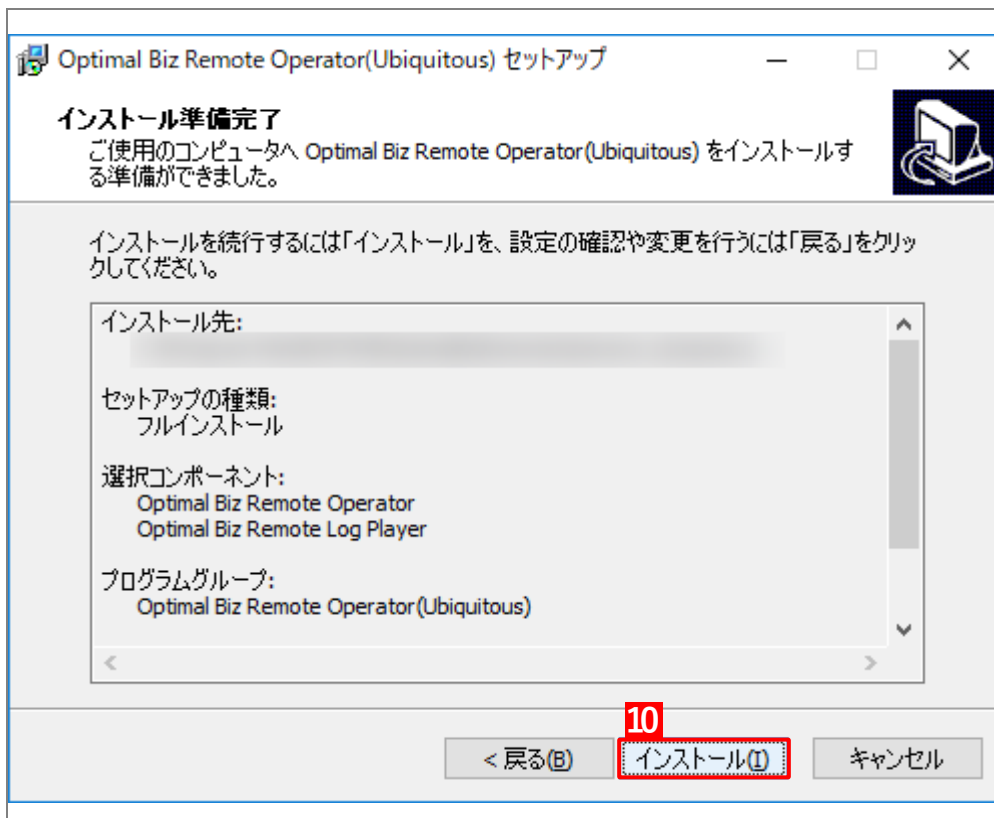 Optimal Biz Remote Operator(Ubiquitous) セットアップ
インストール準備完了
ご使用のコンピュータへ Optimal Biz Remote Operator(Ubiquitous) をインストールす
る準備ができました。
インストールを続行するには「インストール」を、設定の確認や変更を行うには「戻る」をクリッ
クしてください。
インストール先:
セットアップの種類:
フルインストール
選択コンポーネント:
Optimal Biz Remote Operator
Optimal Biz Remote Log Player
プログラムグループ:
Optimal Biz Remote Operator(Ubiquitous)
10
< 戻る(B)
インストール(I)
キャンセル